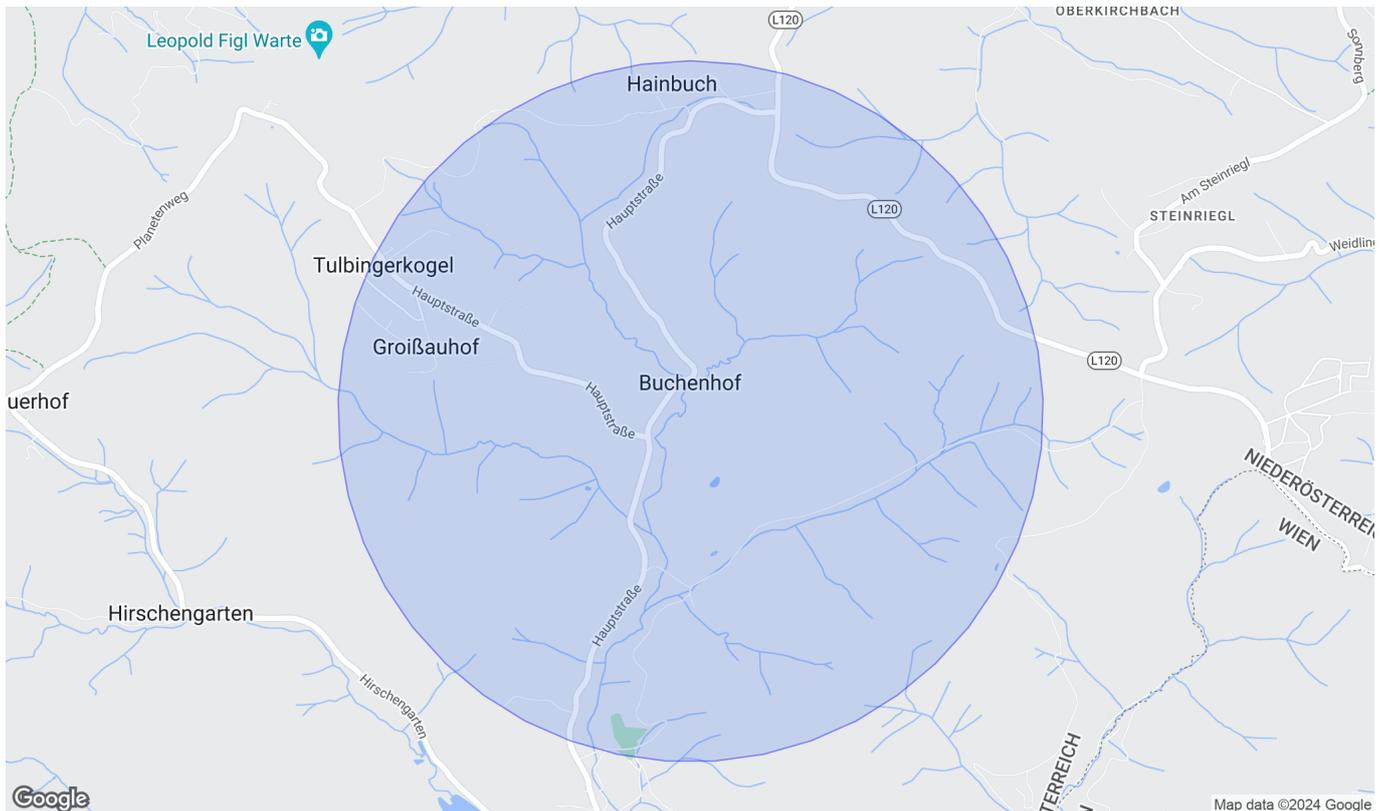 OBERKIRCHBACH
L120
Leopold Figl Warte
Sonnberg
Hainbuch
Planetenweg
Hauptstraße
Am Steinriegl
L120
STEINRIEGL
Weidling
Tulbingerkogel
Hauptstraße
Groißauhof
L120
Buchenhof
uerhof
Hauptstraße
NIEDERÖSTERREIC
WIEN
Hirschengarten
Hauptstraße
Hirschengarten
TERREICH
Google
Map data ©2024 Google